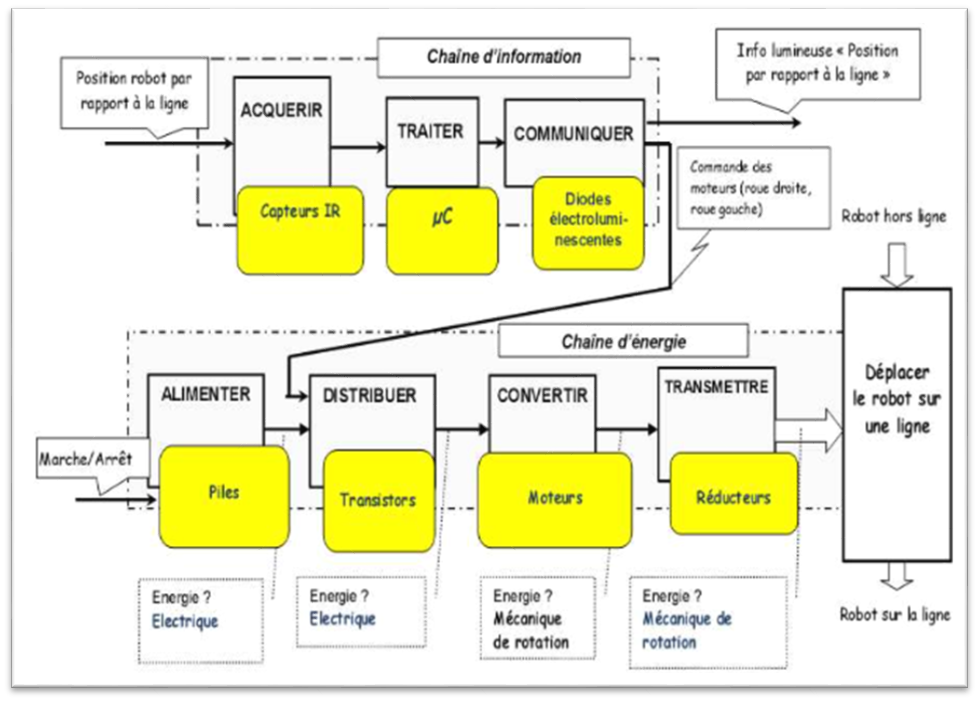 Chaîne d'information
Position robot par
rapport à la ligne
Info lumineuse « Position
par rapport à la ligne »
ACQUERIR
TRAITER
COMMUNIQUER
Capteurs IR
µC
Diodes
électrolumi-
nescentes
Commande des
moteurs (roue droite,
roue gauche)
Robot hors ligne
Chaîne d'énergie
ALIMENTER
DISTRIBUER
CONVERTIR
TRANSMETTRE
Déplacer
le robot sur
une ligne
Marche/Arrêt
Piles
Transistors
Moteurs
Réducteurs
Energie ?
Electrique
Energie ?
Electrique
Energie ?
Mécanique
de rotation
Energie ?
Mécanique de
rotation
Robot sur la ligne